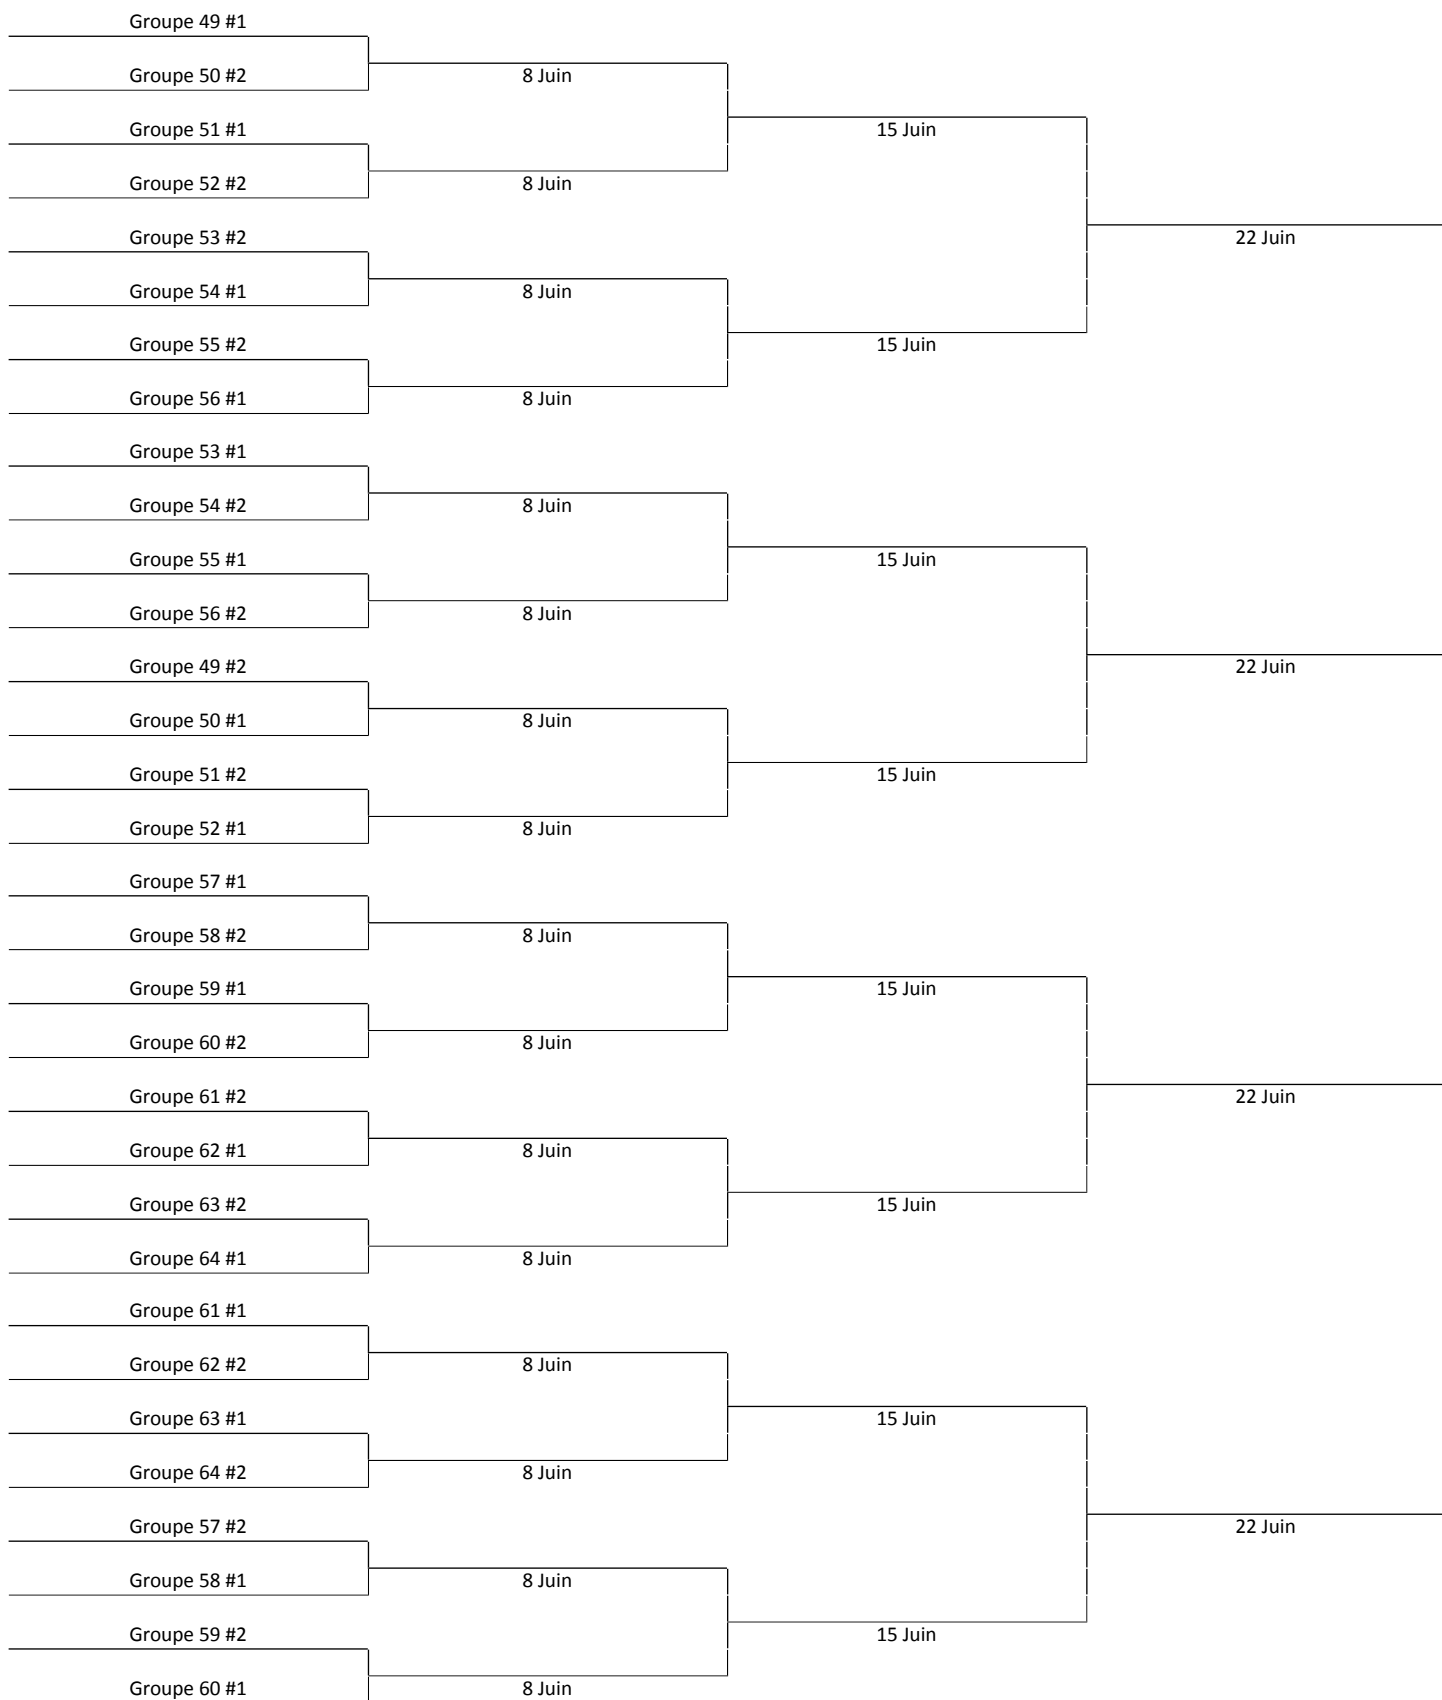 Groupe 49 #1
Groupe 50 #2
8 Juin
Groupe 51 #1
15 Juin
Groupe 52 #2
8 Juin
Groupe 53 #2
22 Juin
Groupe 54 #1
8 Juin
Groupe 55 #2
15 Juin
Groupe 56 #1
8 Juin
Groupe 53 #1
Groupe 54 #2
8 Juin
Groupe 55 #1
15 Juin
Groupe 56 #2
8 Juin
Groupe 49 #2
22 Juin
Groupe 50 #1
8 Juin
Groupe 51 #2
15 Juin
Groupe 52 #1
8 Juin
Groupe 57 #1
Groupe 58 #2
8 Juin
Groupe 59 #1
15 Juin
Groupe 60 #2
8 Juin
Groupe 61 #2
22 Juin
Groupe 62 #1
8 Juin
Groupe 63 #2
15 Juin
Groupe 64 #1
8 Juin
Groupe 61 #1
Groupe 62 #2
8 Juin
Groupe 63 #1
15 Juin
Groupe 64 #2
8 Juin
Groupe 57 #2
22 Juin
Groupe 58 #1
8 Juin
Groupe 59 #2
15 Juin
Groupe 60 #1
8 Juin